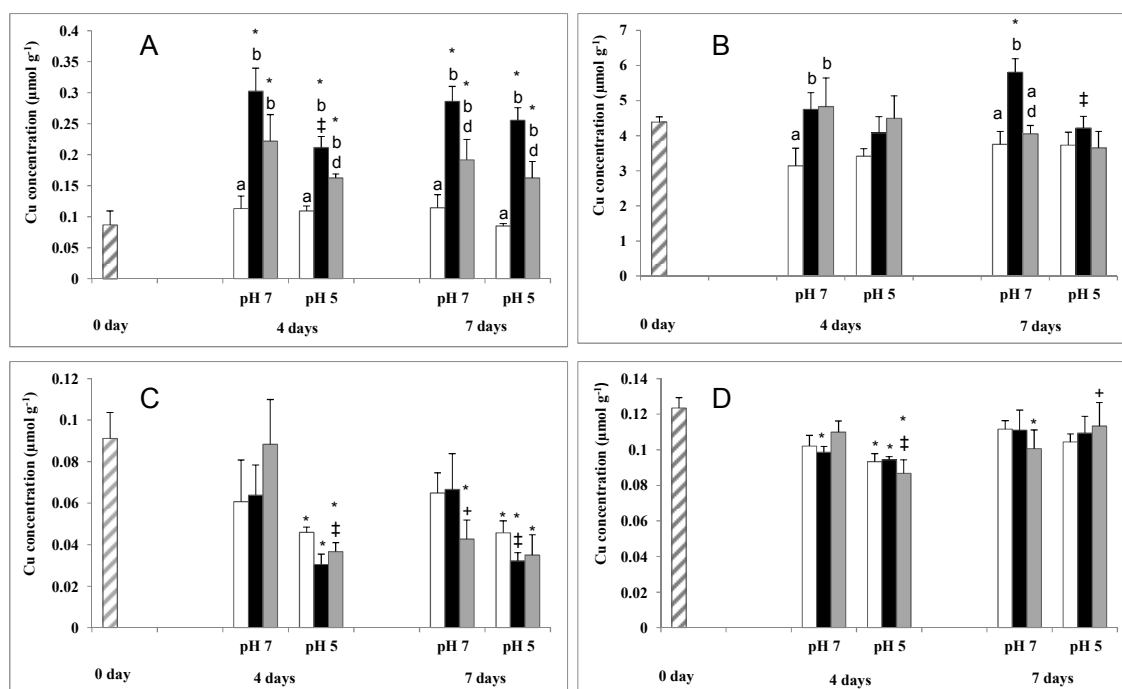 A
Cu concentration (µmol g⁻¹)
0.4
0.35
0.3
0.25
0.2
0.15
0.1
0.05
0
a
*
b
*
b
a
*
b
‡
*
b
d
a
*
b
*
b
d
a
*
b
*
b
d
pH 7 pH 5 pH 7 pH 5
0 day 4 days 7 days
B
Cu concentration (µmol g⁻¹)
7
6
5
4
3
2
1
0
a
b
b
a
*
b
a
d
‡
pH 7 pH 5 pH 7 pH 5
0 day 4 days 7 days
C
Cu concentration (µmol g⁻¹)
0.12
0.1
0.08
0.06
0.04
0.02
0
*
*
*
‡
*
+
*
*
‡
*
pH 7 pH 5 pH 7 pH 5
0 day 4 days 7 days
D
Cu concentration (µmol g⁻¹)
0.14
0.12
0.1
0.08
0.06
0.04
0.02
0
*
*
*
*
‡
*
+
pH 7 pH 5 pH 7 pH 5
0 day 4 days 7 days